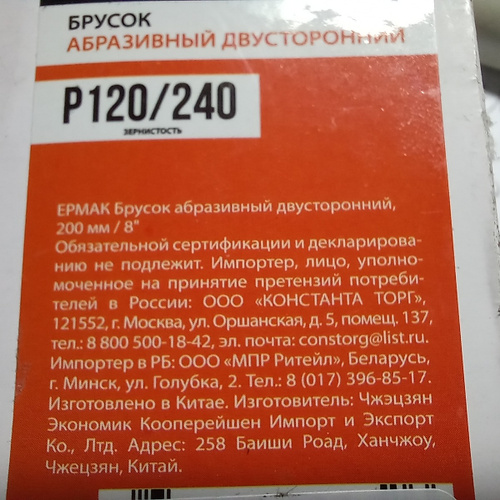 БРУСОК
АБРАЗИВНЫЙ ДВУСТОРОННИЙ
P120/240
ЗЕРНИСТОСТЬ
ЕРМАК Брусок абразивный двусторонний,
200 мм / 8"
Обязательной сертификации и декларирова-
нию не подлежит. Импортер, лицо, уполно-
моченное на принятие претензий потреби-
телей в России: ООО «КОНСТАНТА ТОРГ»,
121552, г. Москва, ул. Оршанская, д. 5, помещ. 137,
тел.: 8 800 500-18-42, эл. почта: constorg@list.ru.
Импортер в РБ: ООО «МПР Ритейл», Беларусь,
г. Минск, ул. Голубка, 2. Тел.: 8 (017) 396-85-17.
Изготовлено в Китае. Изготовитель: Чжэцзян
Экономик Кооперейшен Импорт и Экспорт
Ко., Лтд. Адрес: 258 Баиши Роад, Ханчжоу,
Чжецзян, Китай.